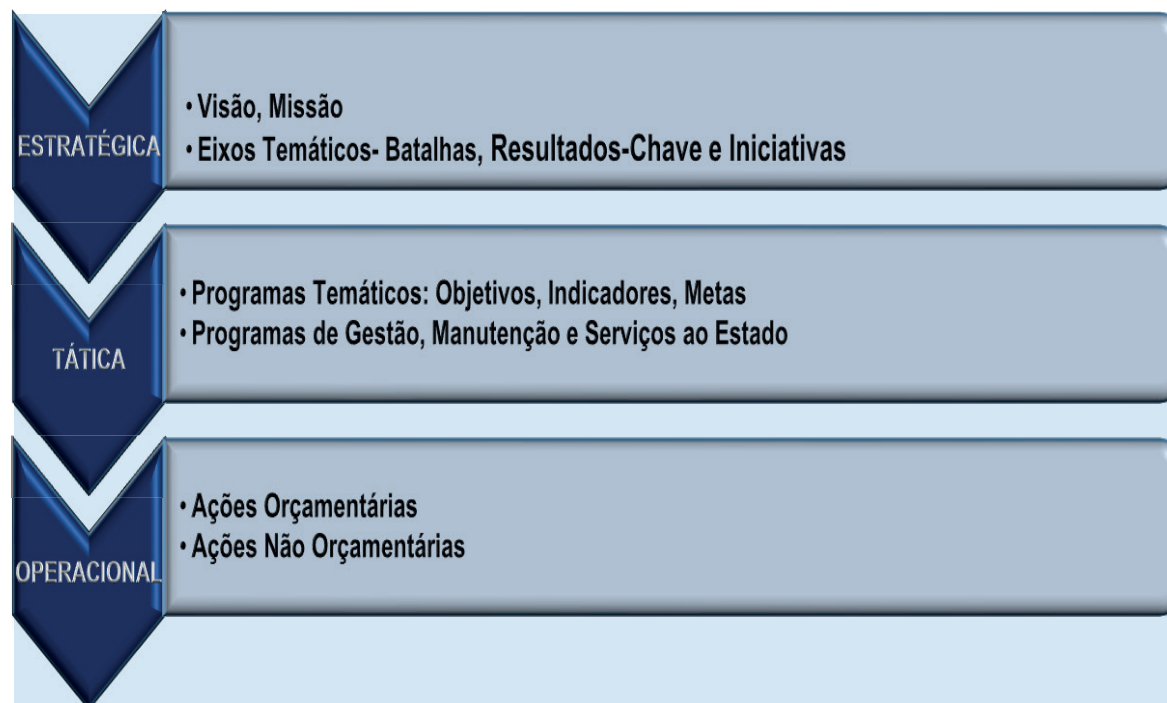 ESTRATÉGICA
• Visão, Missão
• Eixos Temáticos- Batalhas, Resultados-Chave e Iniciativas
TÁTICA
• Programas Temáticos: Objetivos, Indicadores, Metas
• Programas de Gestão, Manutenção e Serviços ao Estado
OPERACIONAL
• Ações Orçamentárias
• Ações Não Orçamentárias